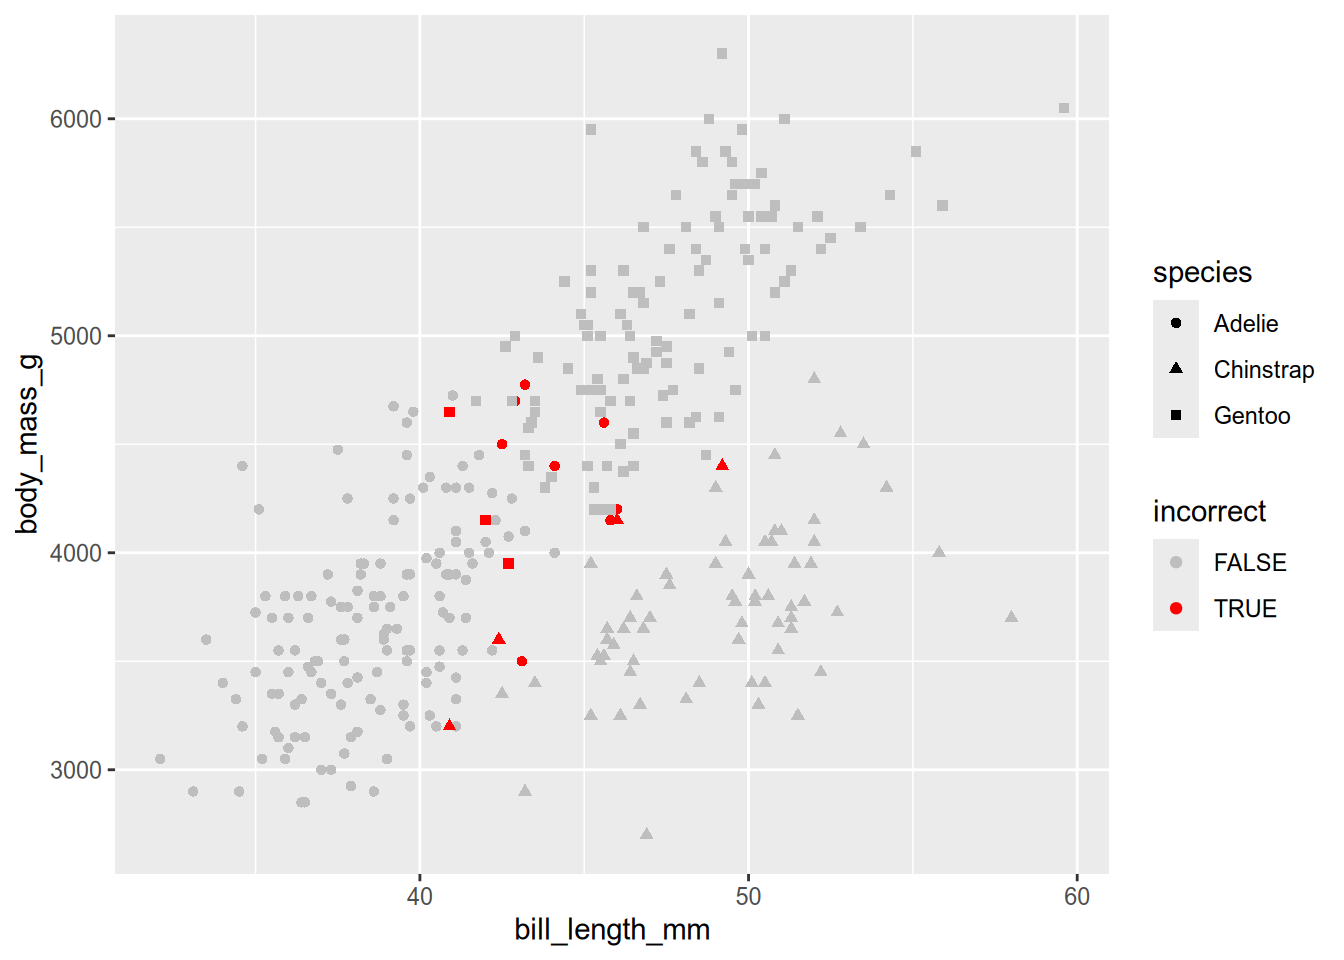 6000
5000
4000
3000
40
50
60
bill_length_mm
body_mass_g
species
Adelie
Chinstrap
Gentoo
incorrect
FALSE
TRUE